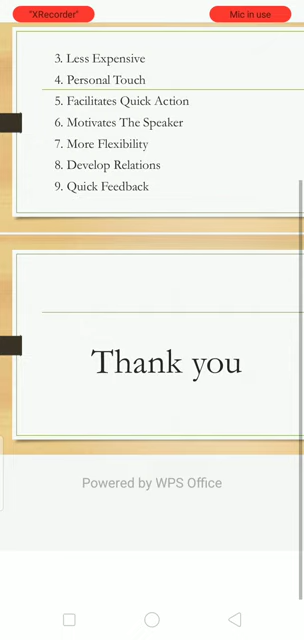 "XRecorder"
Mic in use
3. Less Expensive
4. Personal Touch
5. Facilitates Quick Action
6. Motivates The Speaker
7. More Flexibility
8. Develop Relations
9. Quick Feedback
Thank you
Powered by WPS Office